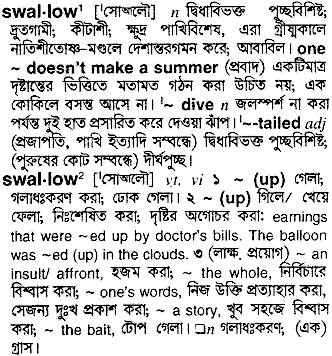 swal·low¹ [ˈসোআলৌ] n দ্বিধাবিভক্ত পুচ্ছবিশিষ্ট;
দ্রুতগামী, কীটাশী, ক্ষুদ্র পাখিবিশেষ, এরা গ্রীষ্মকালে
নাতিশীতোষ্ণ-মণ্ডলে দেশান্তরগমন করে; আবাবিল। one
~ doesn't make a summer (প্রবাদ) একটিমাত্র
দৃষ্টান্তের ভিত্তিতে মতামত গঠন করা উচিত নয়; এক
কোকিলে বসন্ত আসে না। ˈ~ dive n জলস্পর্শ না করা
পর্যন্ত দুই হাত প্রসারিত করে দেওয়া ঝাঁপ। ˈ~-tailed adj
(প্রজাপতি, পাখি ইত্যাদি সম্বন্ধে) দ্বিধাবিভক্ত পুচ্ছবিশিষ্ট;
(পুরুষের কোট সম্বন্ধে) দীর্ঘপুচ্ছ।
swal·low² [ˈসোআলৌ] vt, vi ১ ~ (up) গেলা,
গলাধঃকরণ করা; ঢোক গেলা। ২ ~ (up) গিলে/ খেয়ে
ফেলা; নিঃশেষিত করা; দৃষ্টির অগোচর করা: earnings
that were ~ed up by doctor's bills. The balloon
was ~ed (up) in the clouds. ৩ (লাক্ষ. প্রয়োগ) ~ an
insult/ affront, হজম করা; ~ the whole, নির্বিচারে
বিশ্বাস করা; ~ one's words, নিজ উক্তি প্রত্যাহার করা,
সেজন্য দুঃখ প্রকাশ করা; ~ a story, খুব সহজে বিশ্বাস
করা; ~ the bait, টোপ গেলা। □n গলাধঃকরণ; (এক)
গ্রাস।